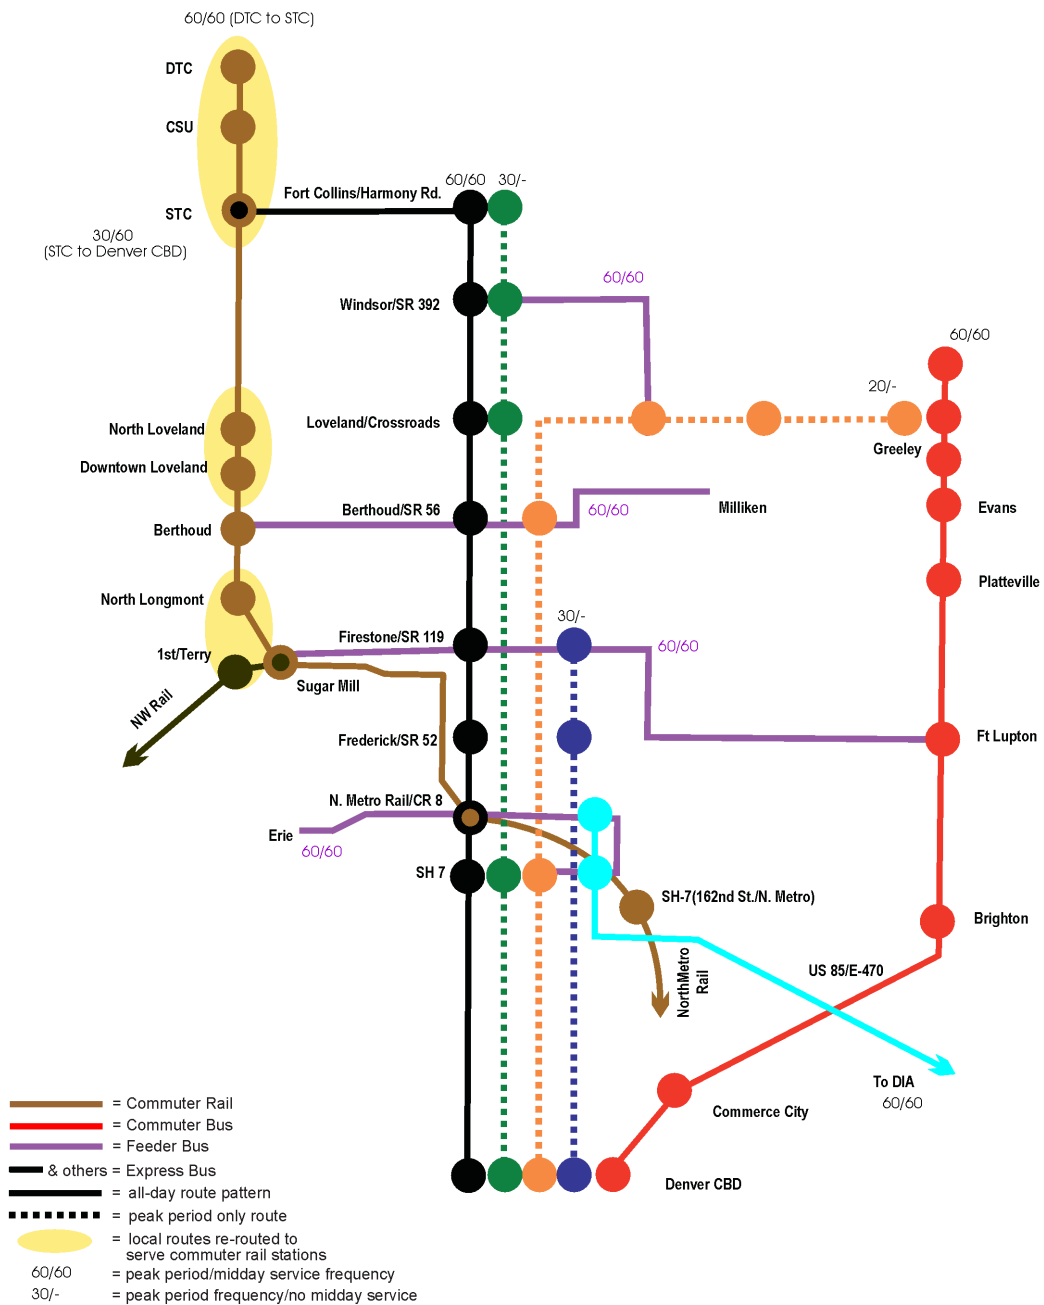 60/60 (DTC to STC)
DTC
CSU
STC
30/60
(STC to Denver CBD)
Fort Collins/Harmony Rd.
60/60
30/-
Windsor/SR 392
60/60
60/60
20/-
North Loveland
Loveland/Crossroads
Greeley
Downtown Loveland
Berthoud
Berthoud/SR 56
60/60
Milliken
Evans
Platteville
North Longmont
30/-
Firestone/SR 119
60/60
1st/Terry
Sugar Mill
NW Rail
Frederick/SR 52
Ft Lupton
N. Metro Rail/CR 8
Erie
60/60
SH 7
SH-7(162nd St./N. Metro)
Brighton
NorthMetro
Rail
US 85/E-470
To DIA
60/60
Commerce City
Denver CBD
= Commuter Rail
= Commuter Bus
= Feeder Bus
& others = Express Bus
= all-day route pattern
= peak period only route
= local routes re-routed to
serve commuter rail stations
60/60 = peak period/midday service frequency
30/- = peak period frequency/no midday service